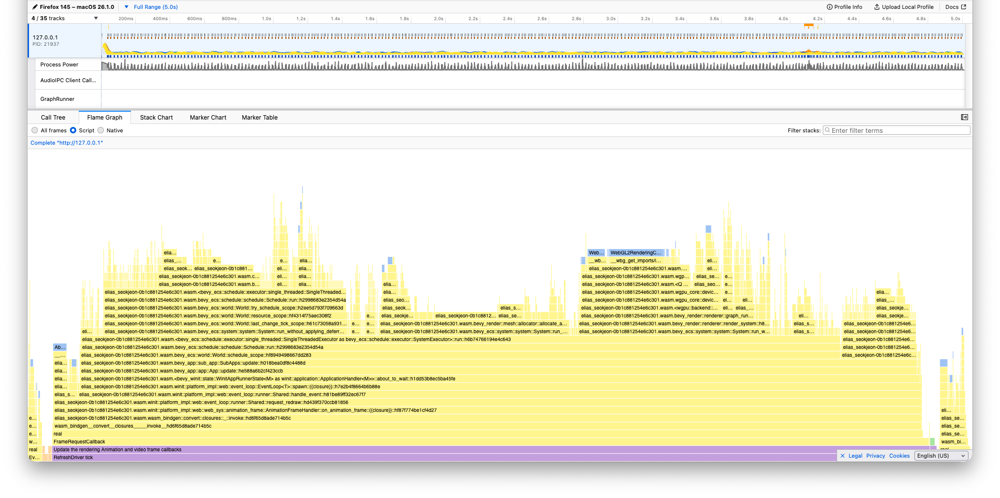 Firefox 145 – macOS 26.1.0
Full Range (5.0s)
Profile Info
Upload Local Profile
Docs
4 / 35 tracks
200ms 400ms 600ms 800ms 1.0s 1.2s 1.4s 1.6s 1.8s 2.0s 2.2s 2.4s 2.6s 2.8s 3.0s 3.2s 3.4s 3.6s 3.8s 4.0s 4.2s 4.4s 4.6s 4.8s 5.0s
127.0.0.1
PID: 21937
Process Power
AudioIPC Client Call...
GraphRunner
Call Tree Flame Graph Stack Chart Marker Chart Marker Table
All frames Script Native
Filter stacks: Enter filter terms
Complete “http://127.0.0.1”
elia... Web... WebGL2RenderingC...
elias_... e... e... elia... __wb... __wbg_get_imports/i... eli...
elias_seok... elias_seokjeon-0b1c881... eli... elia... elias_seokjeon-0b1c881254e6c301.wasm.... eli...
elias_seokjeon-0b1c881254e6c301.wasm.c... eli... elia... elias_seokjeon-0b1c881254e6c301.wasm.wgp... elias_se... e...
elias_seokjeon-0b1c881254e6c301.wasm.b... eli... elia... elia... elias_seokjeon-0b1c881254e6c301.wasm.<Q ... elias_seo... e...
elias_seokjeon-0b1c881254e6c301.wasm.<bevy_ecs::schedule::executor::single_threaded::SingleThreaded... elia... elias_seokjeon-0b1c881254e6c301.wasm.wgpu_core::devic... e... elia...
elias_seokjeon-0b1c881254e6c301.wasm.bevy_ecs::schedule::schedule::Schedule::run::h2998683e2354d54a elias_seo... elias_seokjeon-0b1c881254e6c301.wasm.wgpu_core::devic... el... eli... elias_...
elias_seokjeon-0b1c881254e6c301.wasm.bevy_ecs::world::World::try_schedule_scope::h2ee5d793f709663d elias_seok... elias_s... elias_seokjeon-0b1c881254e6c301.wasm.<wgpu::backend::... eli... elias_... elias_seok...
elias_seokjeon-0b1c881254e6c301.wasm.bevy_ecs::world::World::resource_scope::hf4314f75aec308f2 e... elias_seokje... elias_seokjeon-0b1c8812... elias_se... elias_seokjeon-0b1c881254e6c301.wasm.bevy_render::renderer::graph_run... eli... elias_seokje...
elias_seokjeon-0b1c881254e6c301.wasm.bevy_ecs::world::World::last_change_tick_scope::h61c73058a931... e... e... elias_seokjeon-0b1c881254e6c301.wasm.bevy_render::mesh::allocator::allocate_a... elias_seokjeon-0b1c881254e6c301.wasm.bevy_render::renderer::render_system::h8... elias_s... elias_seokjeon-0b1c881254e6...
eli... elias_seokjeon-0b1c881254e6c301.wasm.bevy_ecs::system::system::System::run_without_applying_deferr... e... e... elias_seokjeon-0b1c881254e6c301.wasm.bevy_ecs::system::system::System::run_... elias_seokjeon-0b1c881254e6c301.wasm.bevy_ecs::system::system::System::run_w... elias_s... elias_seokjeon-0b1c881254e6...
elias_seokjeon-0b1c881254e6c301.wasm.<bevy_ecs::schedule::executor::single_threaded::SingleThreadedExecutor as bevy_ecs::schedule::executor::SystemExecutor>::run::h6b74766194e4c643 elias_seokjeon-0b1c881254e6...
Ab... elias_seokjeon-0b1c881254e6c301.wasm.bevy_ecs::schedule::schedule::Schedule::run::h2998683e2354d54a elias_seokjeon-0b1c881254e6...
__... elias_seokjeon-0b1c881254e6c301.wasm.bevy_ecs::world::World::schedule_scope::hf8949498667dd283 elias_seokjeon-0b1c881254e6c...
elia... elias_seokjeon-0b1c881254e6c301.wasm.bevy_app::sub_app::SubApps::update::h018bea0df8c4488d
elia... elias_seokjeon-0b1c881254e6c301.wasm.bevy_app::app::App::update::he588a6b2cf423ccb
elia... elias_seokjeon-0b1c881254e6c301.wasm.<bevy_winit::state::WinitAppRunnerState<M> as winit::application::ApplicationHandler<M>>::about_to_wait::h1dd53b8ec5ba45fe
elia... elias_seokjeon-0b1c881254e6c301.wasm.winit::platform_impl::web::event_loop::EventLoop<T>::spawn::{{closure}}::h7e2b4f8664b6b88e
elias_s... elias_seokjeon-0b1c881254e6c301.wasm.winit::platform_impl::web::event_loop::runner::Shared::handle_event::h81be89ff32ec67f7
elias_seokjeon-0b1c881254e6c301.wasm.winit::platform_impl::web::event_loop::runner::Shared::request_redraw::hd439f370ccb81856
elias_seokjeon-0b1c881254e6c301.wasm.winit::platform_impl::web::web_sys::animation_frame::AnimationFrameHandler::on_animation_frame::{{closure}}::hf87f774be1cf4d27 eli...
e... elias_seokjeon-0b1c881254e6c301.wasm.wasm_bindgen::convert::closures::_::invoke::hd6f65d8ade714b5c elias_se...
e... wasm_bindgen__convert__closures_____invoke__hd6f65d8ade714b5c elias_se...
e... real elias_se...
w... FrameRequestCallback wasm_bi...
real Update the rendering Animation and video frame callbacks real
Ev... RefreshDriver tick
Legal Privacy Cookies English (US)